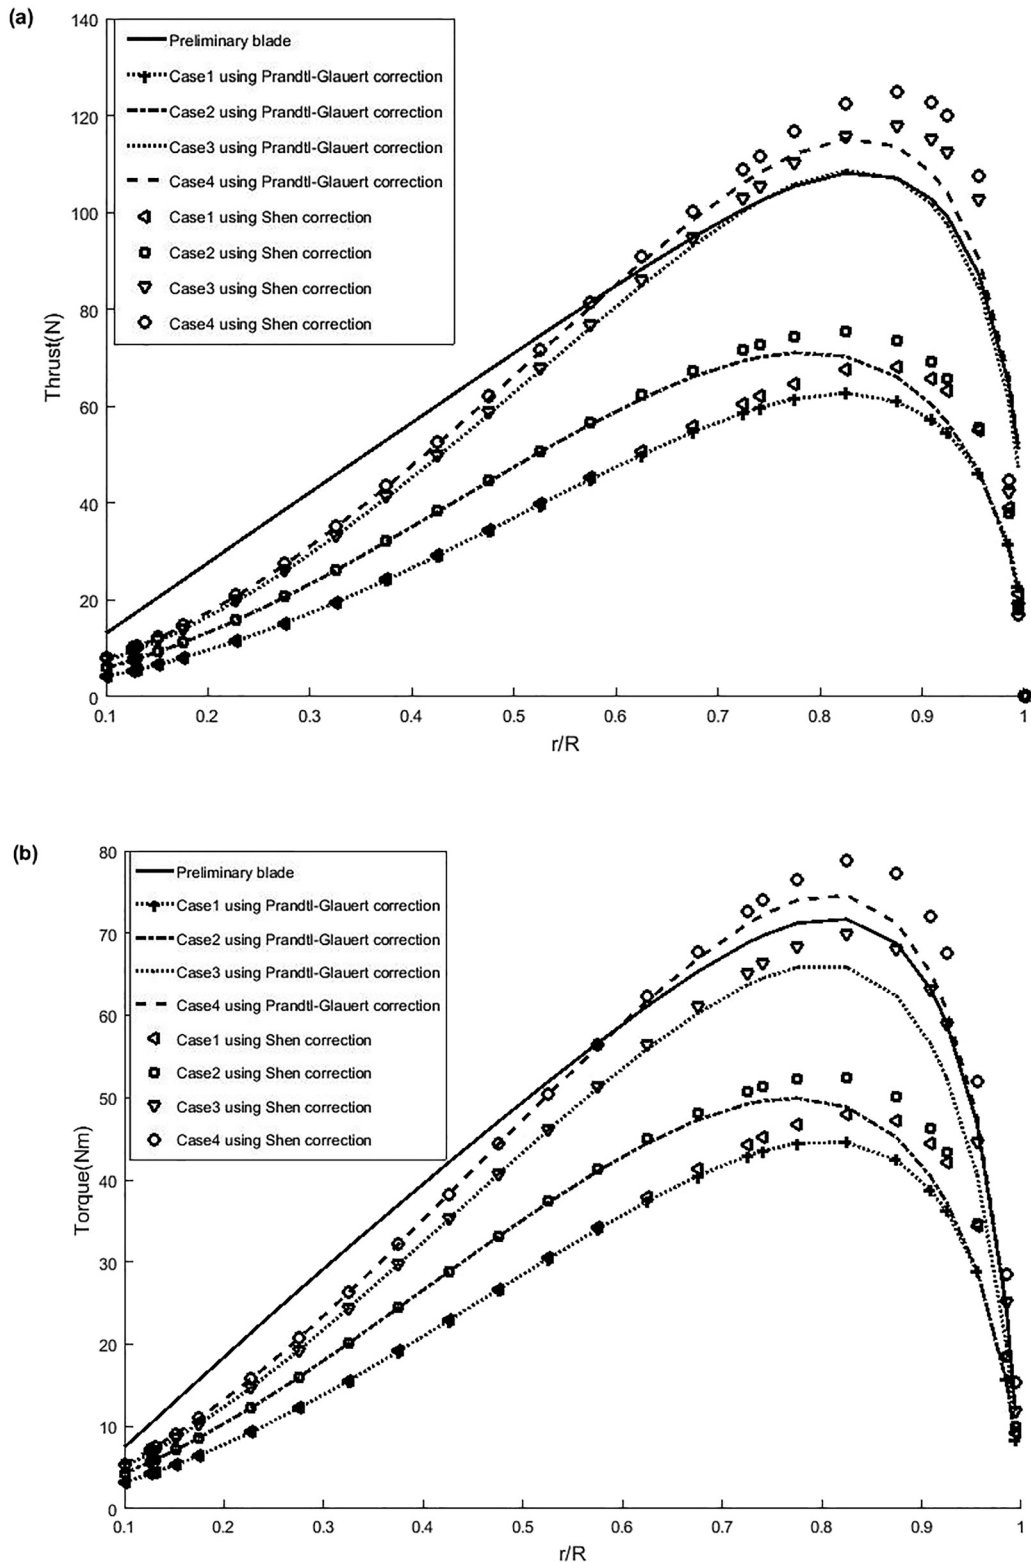 (a)
140
120
100
80
60
40
20
0
Thrust(N)
Preliminary blade
Case1 using Prandtl-Glauert correction
Case2 using Prandtl-Glauert correction
Case3 using Prandtl-Glauert correction
Case4 using Prandtl-Glauert correction
Case1 using Shen correction
Case2 using Shen correction
Case3 using Shen correction
Case4 using Shen correction
0.1 0.2 0.3 0.4 0.5 0.6 0.7 0.8 0.9 1
r/R
(b)
80
70
60
50
40
30
20
10
0
Torque(Nm)
Preliminary blade
Case1 using Prandtl-Glauert correction
Case2 using Prandtl-Glauert correction
Case3 using Prandtl-Glauert correction
Case4 using Prandtl-Glauert correction
Case1 using Shen correction
Case2 using Shen correction
Case3 using Shen correction
Case4 using Shen correction
0.1 0.2 0.3 0.4 0.5 0.6 0.7 0.8 0.9 1
r/R